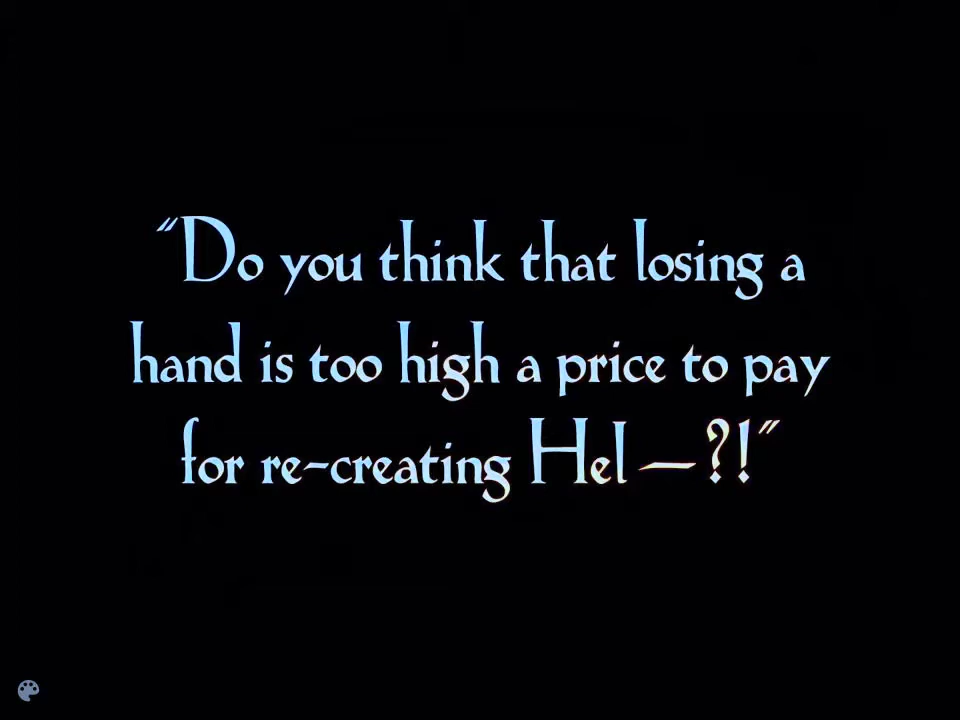 "Do you think that losing a
hand is too high a price to pay
for re-creating Hel —?!"